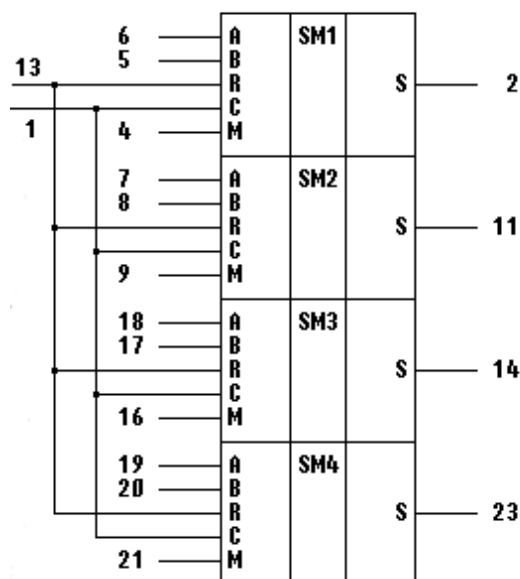 6 A SM1
5 B
13 R S 2
C
1
4 M
7 A SM2
8 B
R S 11
C
9 M
18 A SM3
17 B
R S 14
C
16 M
19 A SM4
20 B
R S 23
C
21 M